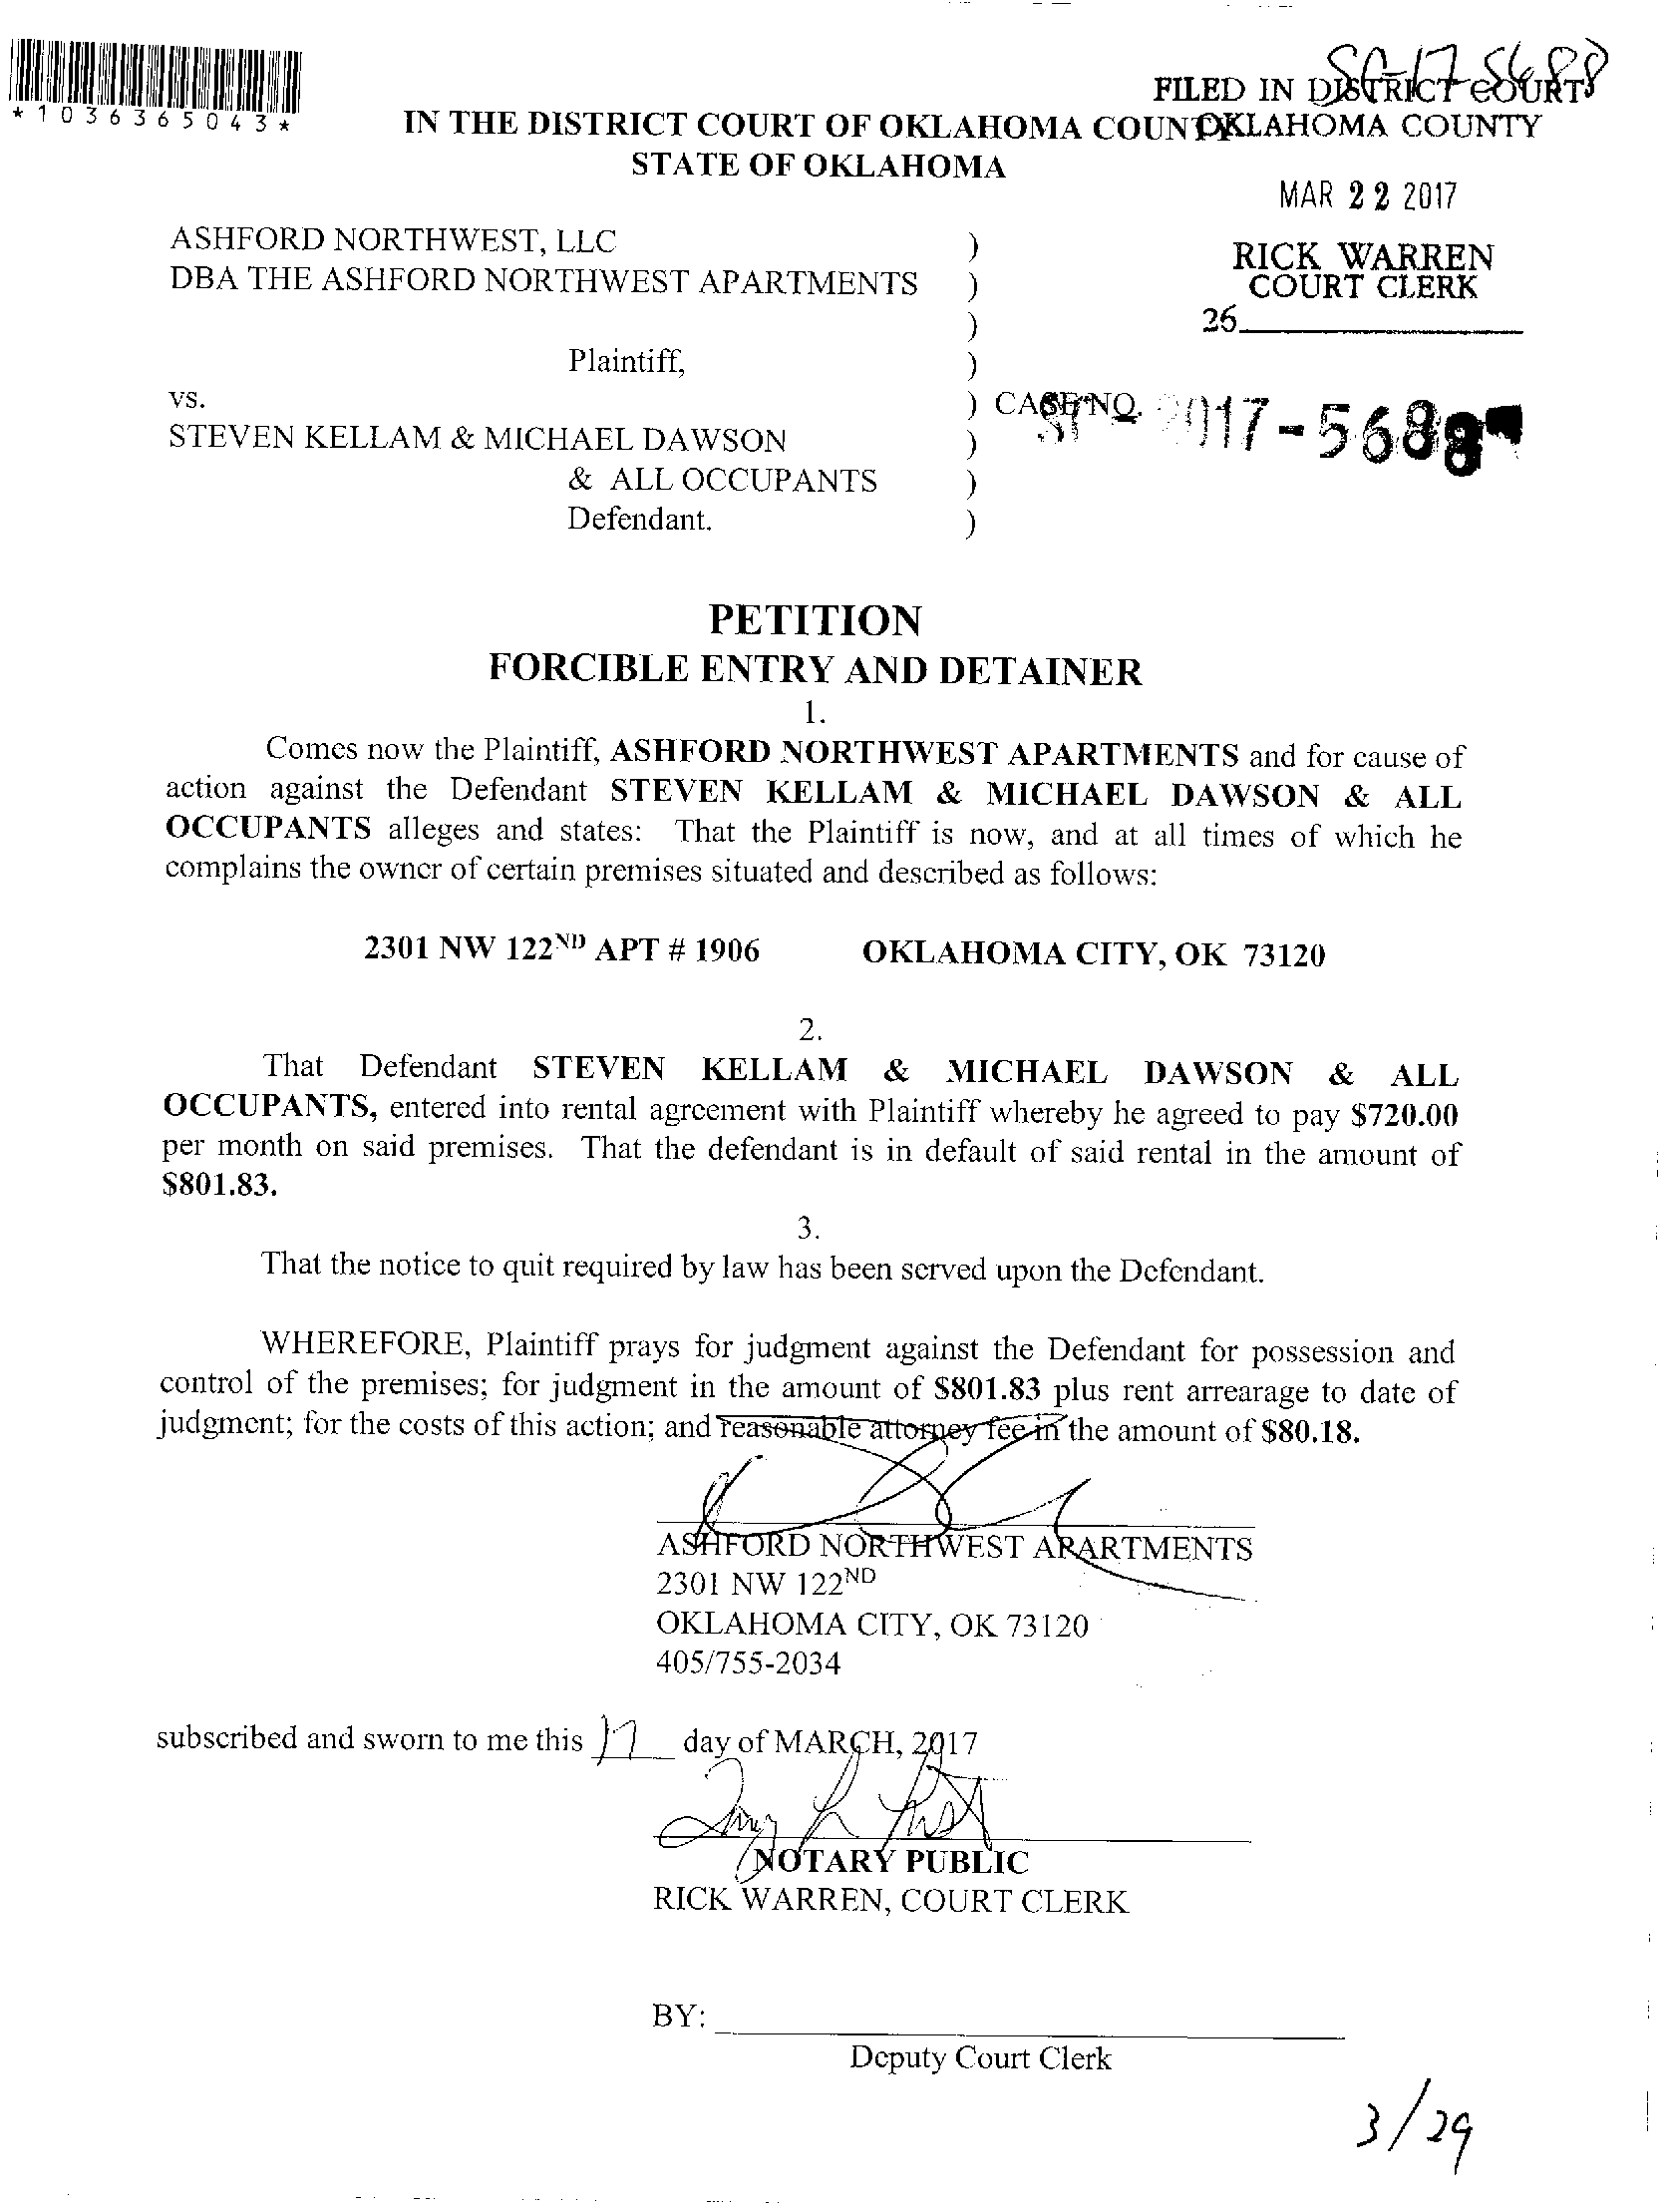 SC-17-5688
FILED IN DISTRICT COURT
*1036365043*
IN THE DISTRICT COURT OF OKLAHOMA COUNTY
OKLAHOMA COUNTY
STATE OF OKLAHOMA
MAR 22 2017
ASHFORD NORTHWEST, LLC )
RICK WARREN
DBA THE ASHFORD NORTHWEST APARTMENTS )
COURT CLERK
)
26
Plaintiff, )
vs. ) CASE NO. 2017-5688
STEVEN KELLAM & MICHAEL DAWSON )
& ALL OCCUPANTS )
Defendant. )
PETITION
FORCIBLE ENTRY AND DETAINER
1.
Comes now the Plaintiff, ASHFORD NORTHWEST APARTMENTS and for cause of
action against the Defendant STEVEN KELLAM & MICHAEL DAWSON & ALL
OCCUPANTS alleges and states: That the Plaintiff is now, and at all times of which he
complains the owner of certain premises situated and described as follows:
2301 NW 122ND APT # 1906 OKLAHOMA CITY, OK 73120
2.
That Defendant STEVEN KELLAM & MICHAEL DAWSON & ALL
OCCUPANTS, entered into rental agreement with Plaintiff whereby he agreed to pay $720.00
per month on said premises. That the defendant is in default of said rental in the amount of
$801.83.
3.
That the notice to quit required by law has been served upon the Defendant.
WHEREFORE, Plaintiff prays for judgment against the Defendant for possession and
control of the premises; for judgment in the amount of $801.83 plus rent arrearage to date of
judgment; for the costs of this action; and reasonable attorney fee in the amount of $80.18.
ASHFORD NORTHWEST APARTMENTS
2301 NW 122ND
OKLAHOMA CITY, OK 73120
405/755-2034
subscribed and sworn to me this 17 day of MARCH, 2017
NOTARY PUBLIC
RICK WARREN, COURT CLERK
BY:
Deputy Court Clerk
3/29